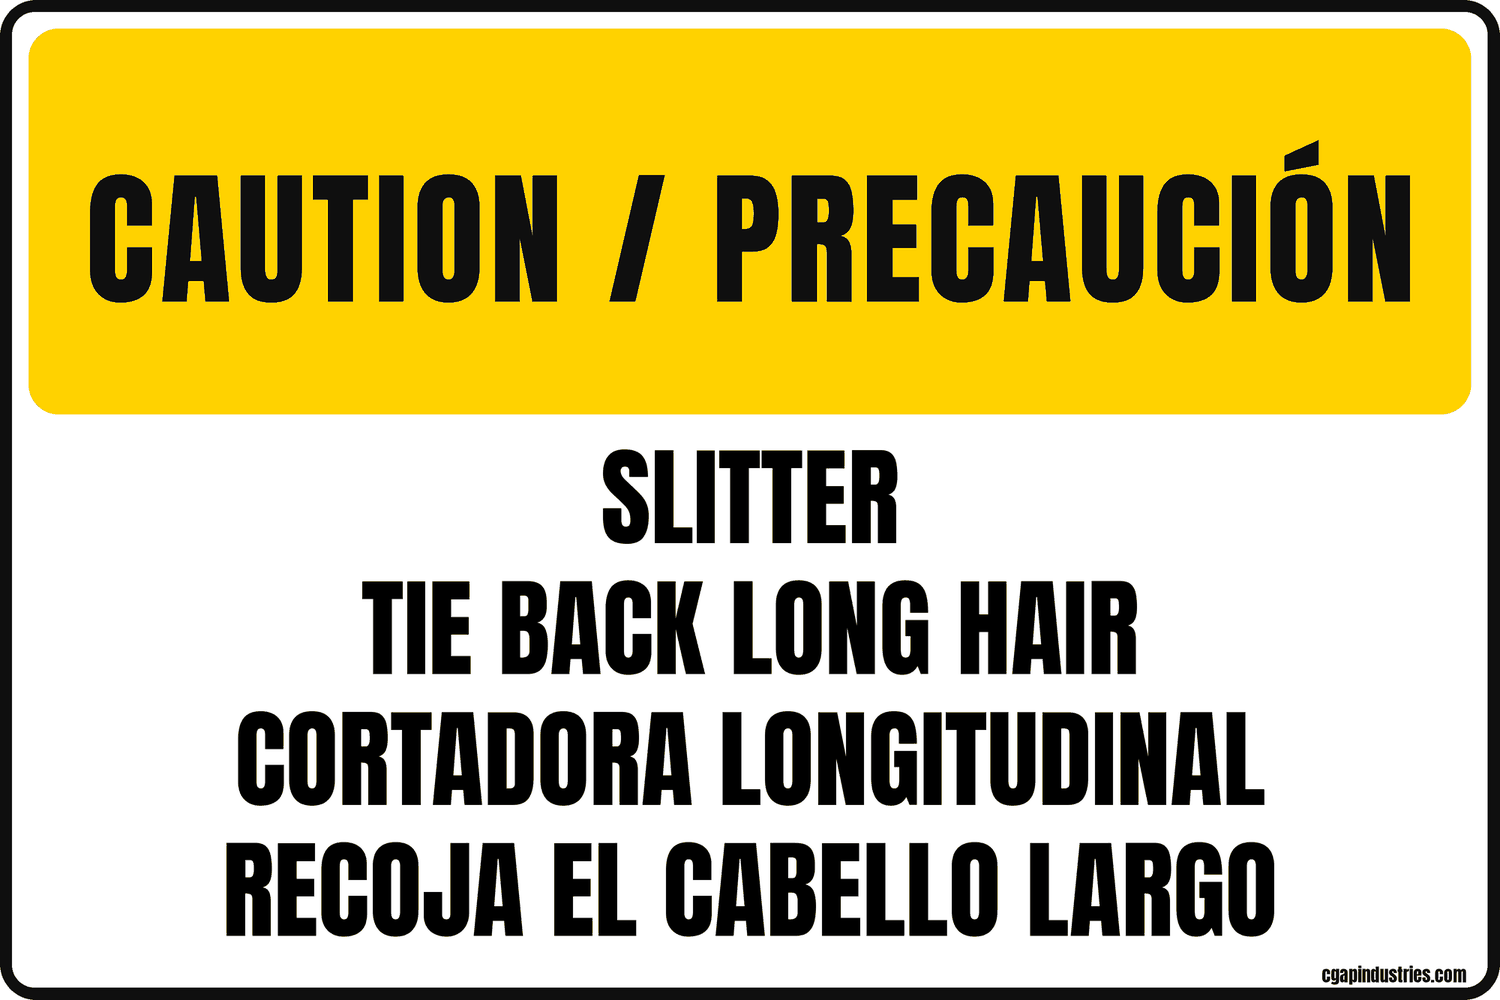 CAUTION / PRECAUCIÓN
SLITTER
TIE BACK LONG HAIR
CORTADORA LONGITUDINAL
RECOJA EL CABELLO LARGO
cgapindustries.com